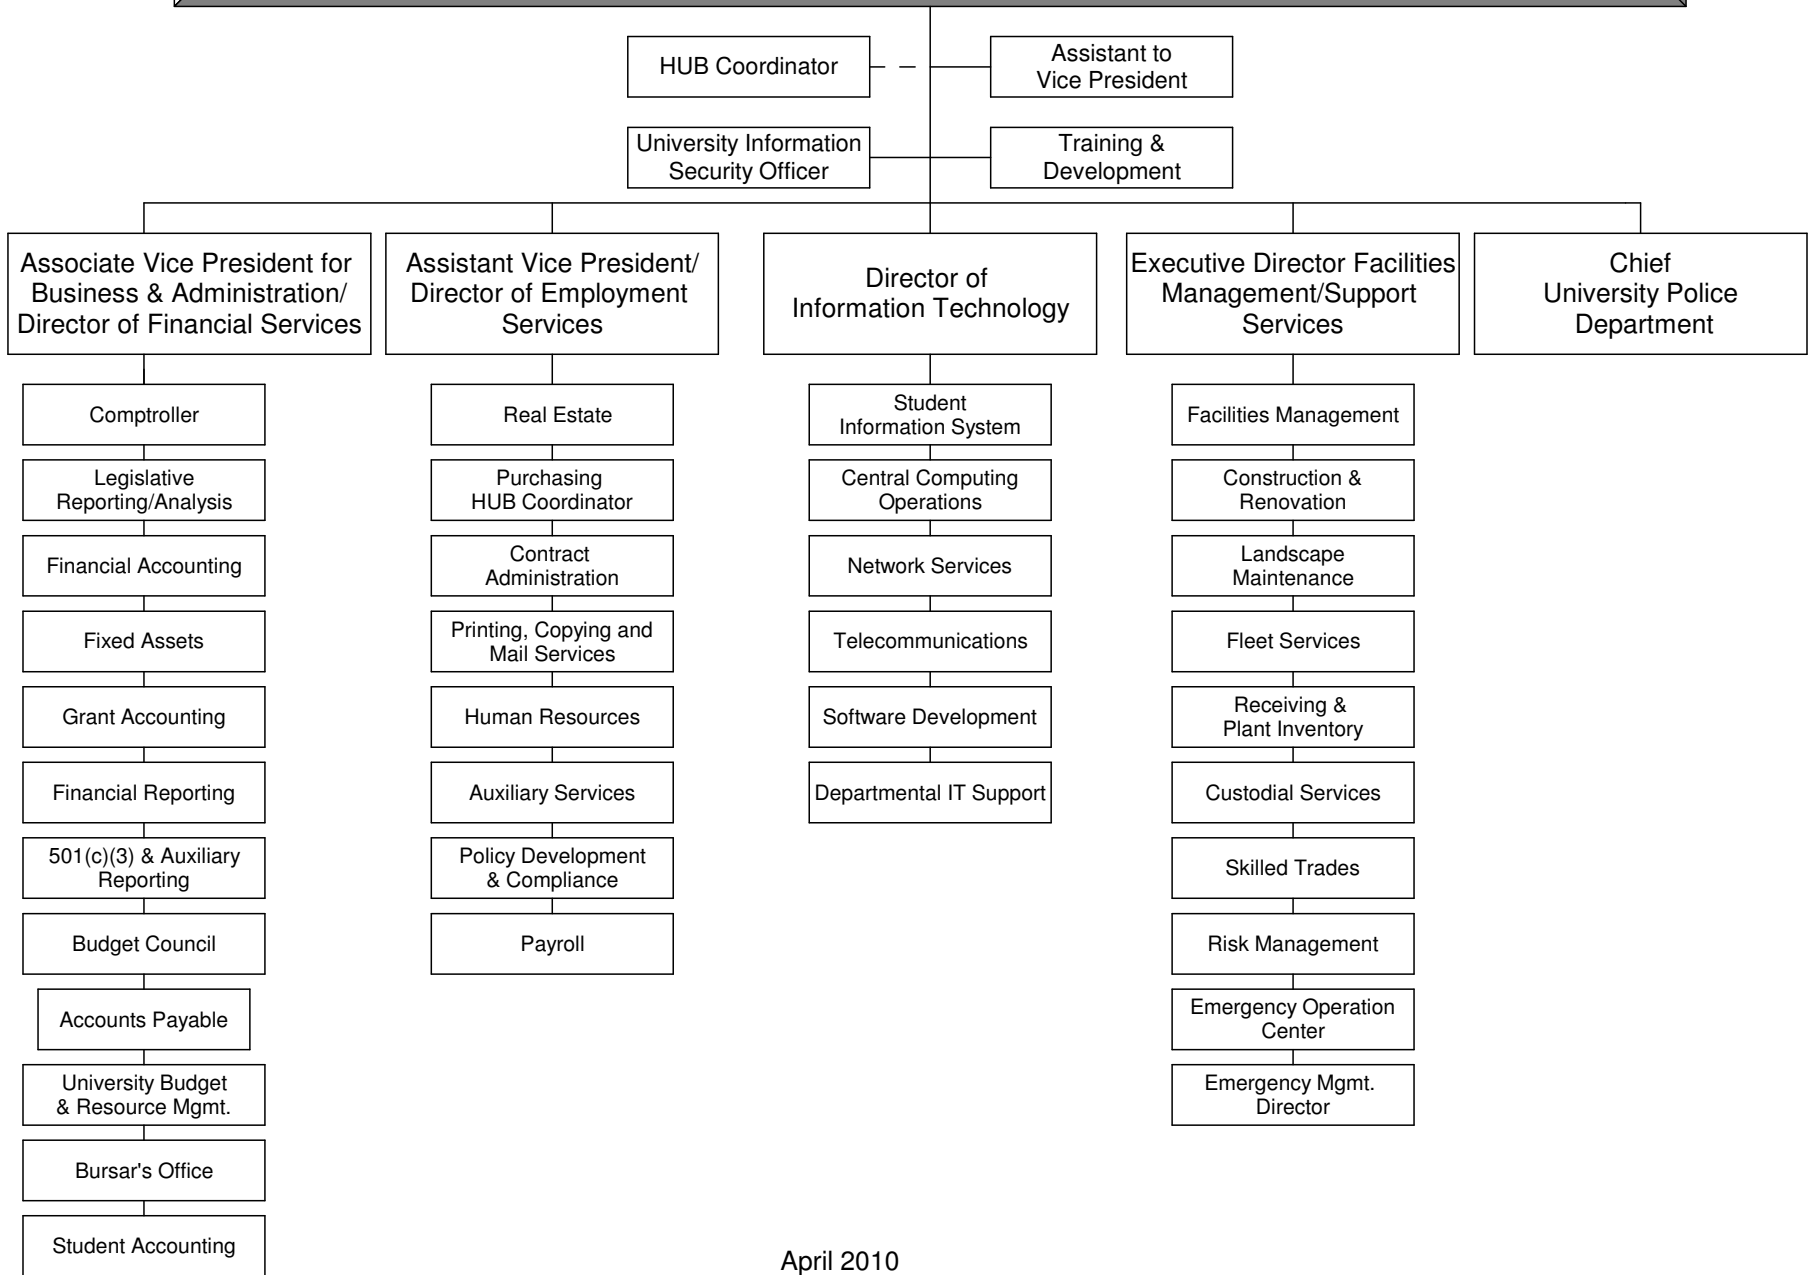 HUB Coordinator
Assistant to
Vice President
University Information
Security Officer
Training &
Development
Associate Vice President for
Business & Administration/
Director of Financial Services
Assistant Vice President/
Director of Employment
Services
Director of
Information Technology
Executive Director Facilities
Management/Support
Services
Chief
University Police
Department
Comptroller
Legislative
Reporting/Analysis
Financial Accounting
Fixed Assets
Grant Accounting
Financial Reporting
501(c)(3) & Auxiliary
Reporting
Budget Council
Accounts Payable
University Budget
& Resource Mgmt.
Bursar's Office
Student Accounting
Real Estate
Purchasing
HUB Coordinator
Contract
Administration
Printing, Copying and
Mail Services
Human Resources
Auxiliary Services
Policy Development
& Compliance
Payroll
Student
Information System
Central Computing
Operations
Network Services
Telecommunications
Software Development
Departmental IT Support
Facilities Management
Construction &
Renovation
Landscape
Maintenance
Fleet Services
Receiving &
Plant Inventory
Custodial Services
Skilled Trades
Risk Management
Emergency Operation
Center
Emergency Mgmt.
Director
April 2010